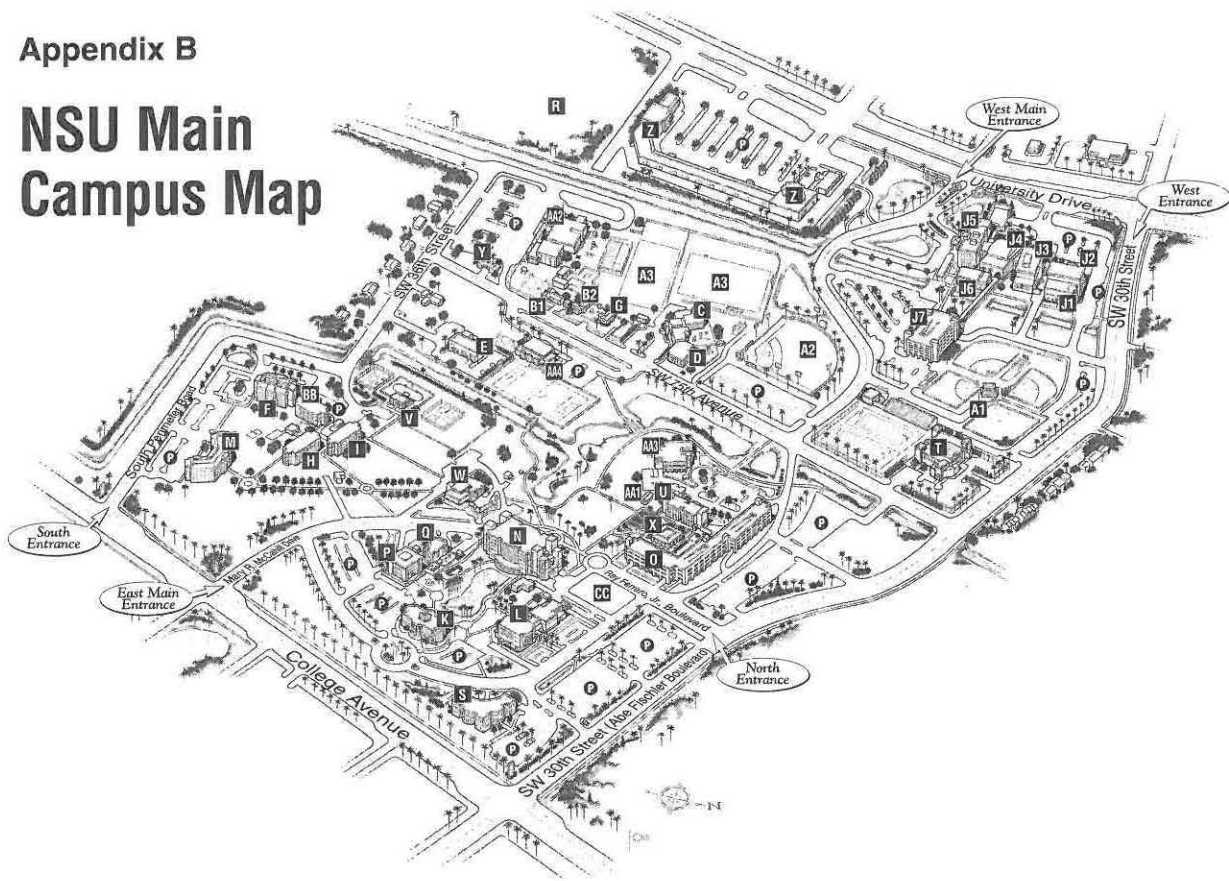 Appendix B
NSU Main
Campus Map
R
Z
P
Z
West Main
Entrance
University Drive
West
Entrance
SW 30th Street
J5
J4
J3
P
J2
J6
J1
P
J7
A1
P
SW 36th Street
P
AA2
Y
A3
A3
B1
B2
G
C
D
A2
E
AA4
P
SW 75th Avenue
P
T
South Perimeter Road
F
BB
P
V
M
P
H
I
W
AA3
AA1
U
X
O
P
P
South
Entrance
East Main
Entrance
Mary R. McCahill
P
P
Q
N
CC
Ray Ferrero, Jr. Boulevard
P
K
L
P
P
P
North
Entrance
S
P
College Avenue
SW 30th Street (Abe Fischler Boulevard)
N